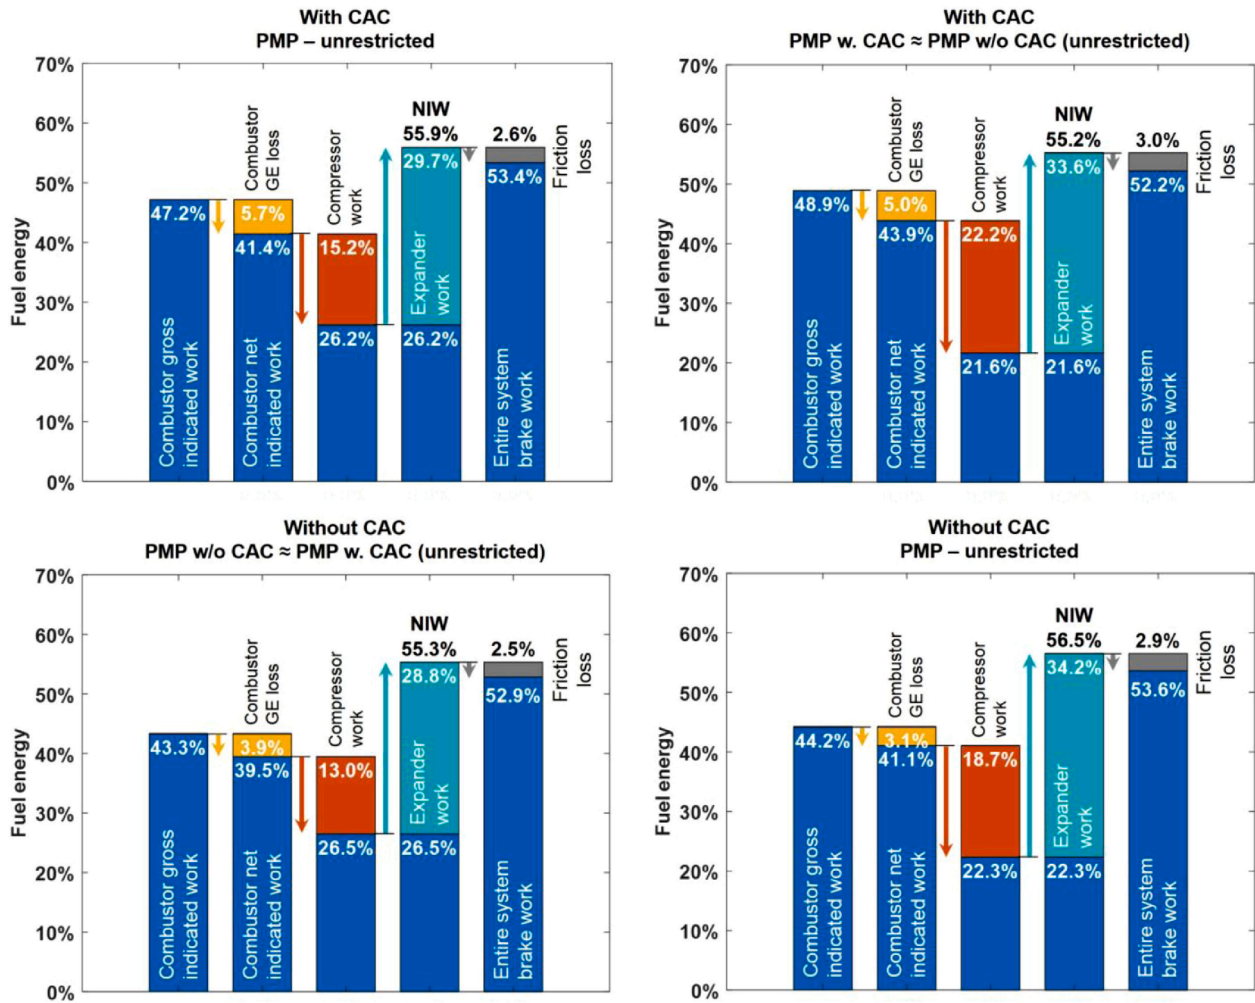 With CAC
PMP – unrestricted
70%
60%
50%
40%
30%
20%
10%
0%
Fuel energy
47.2%
Combustor gross
indicated work
Combustor
GE loss
5.7%
41.4%
Combustor net
indicated work
Compressor
work
15.2%
26.2%
NIW
55.9%
29.7%
Expander
work
26.2%
2.6%
53.4%
Friction
loss
Entire system
brake work
With CAC
PMP w. CAC ≈ PMP w/o CAC (unrestricted)
70%
60%
50%
40%
30%
20%
10%
0%
Fuel energy
48.9%
Combustor gross
indicated work
Combustor
GE loss
5.0%
43.9%
Combustor net
indicated work
Compressor
work
22.2%
21.6%
NIW
55.2%
33.6%
Expander
work
21.6%
3.0%
52.2%
Friction
loss
Entire system
brake work
Without CAC
PMP w/o CAC ≈ PMP w. CAC (unrestricted)
70%
60%
50%
40%
30%
20%
10%
0%
Fuel energy
43.3%
Combustor gross
indicated work
Combustor
GE loss
3.9%
39.5%
Combustor net
indicated work
Compressor
work
13.0%
26.5%
NIW
55.3%
28.8%
Expander
work
26.5%
2.5%
52.9%
Friction
loss
Entire system
brake work
Without CAC
PMP – unrestricted
70%
60%
50%
40%
30%
20%
10%
0%
Fuel energy
44.2%
Combustor gross
indicated work
Combustor
GE loss
3.1%
41.1%
Combustor net
indicated work
Compressor
work
18.7%
22.3%
NIW
56.5%
34.2%
Expander
work
22.3%
2.9%
53.6%
Friction
loss
Entire system
brake work